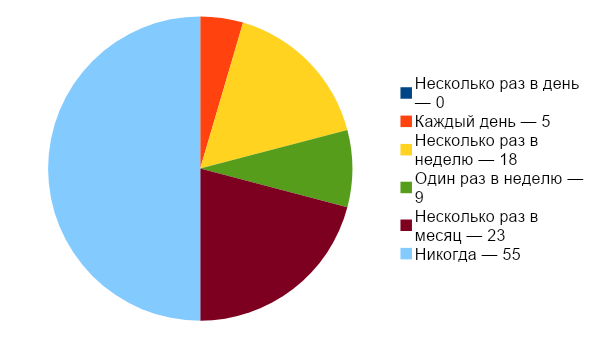 Несколько раз в день
— 0
Каждый день — 5
Несколько раз в
неделю — 18
Один раз в неделю —
9
Несколько раз в
месяц — 23
Никогда — 55